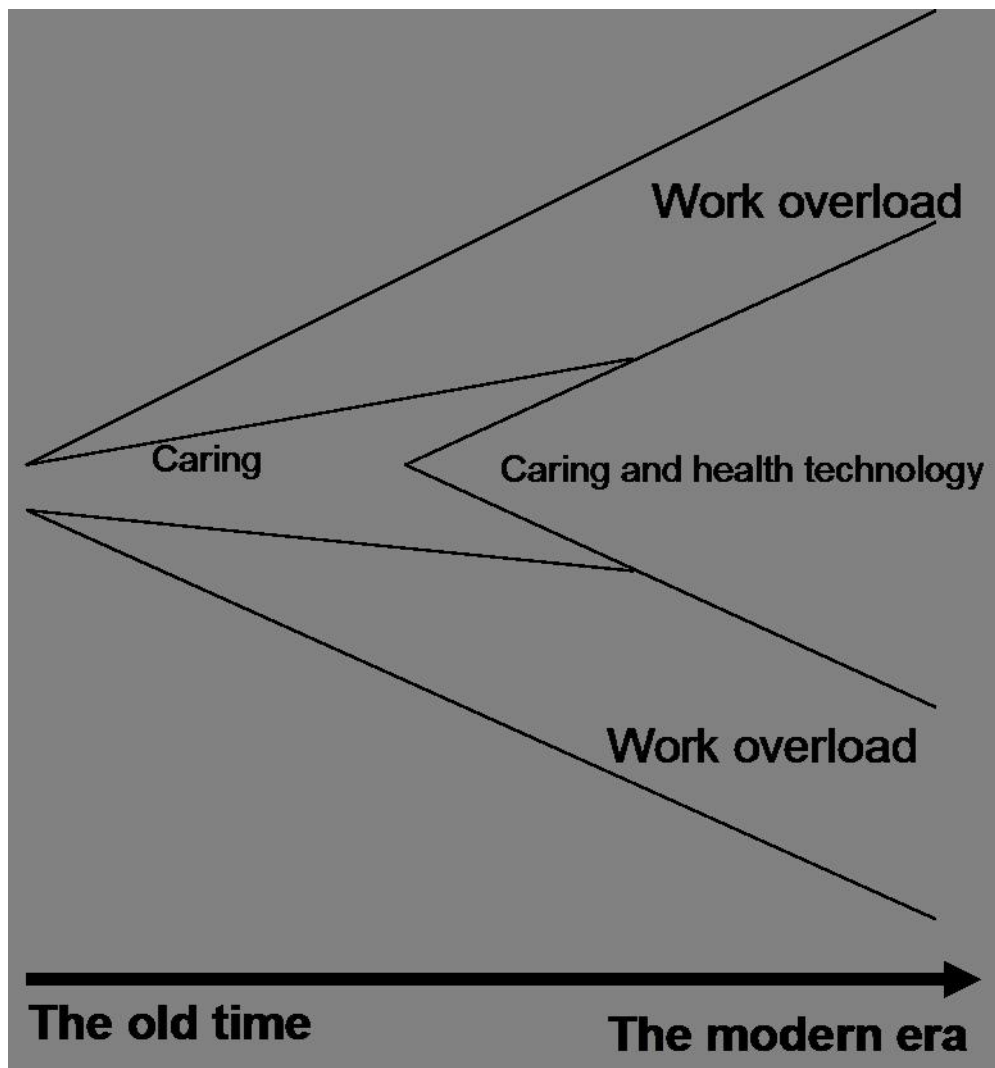 Work overload
Caring
Caring and health technology
Work overload
The old time
The modern era